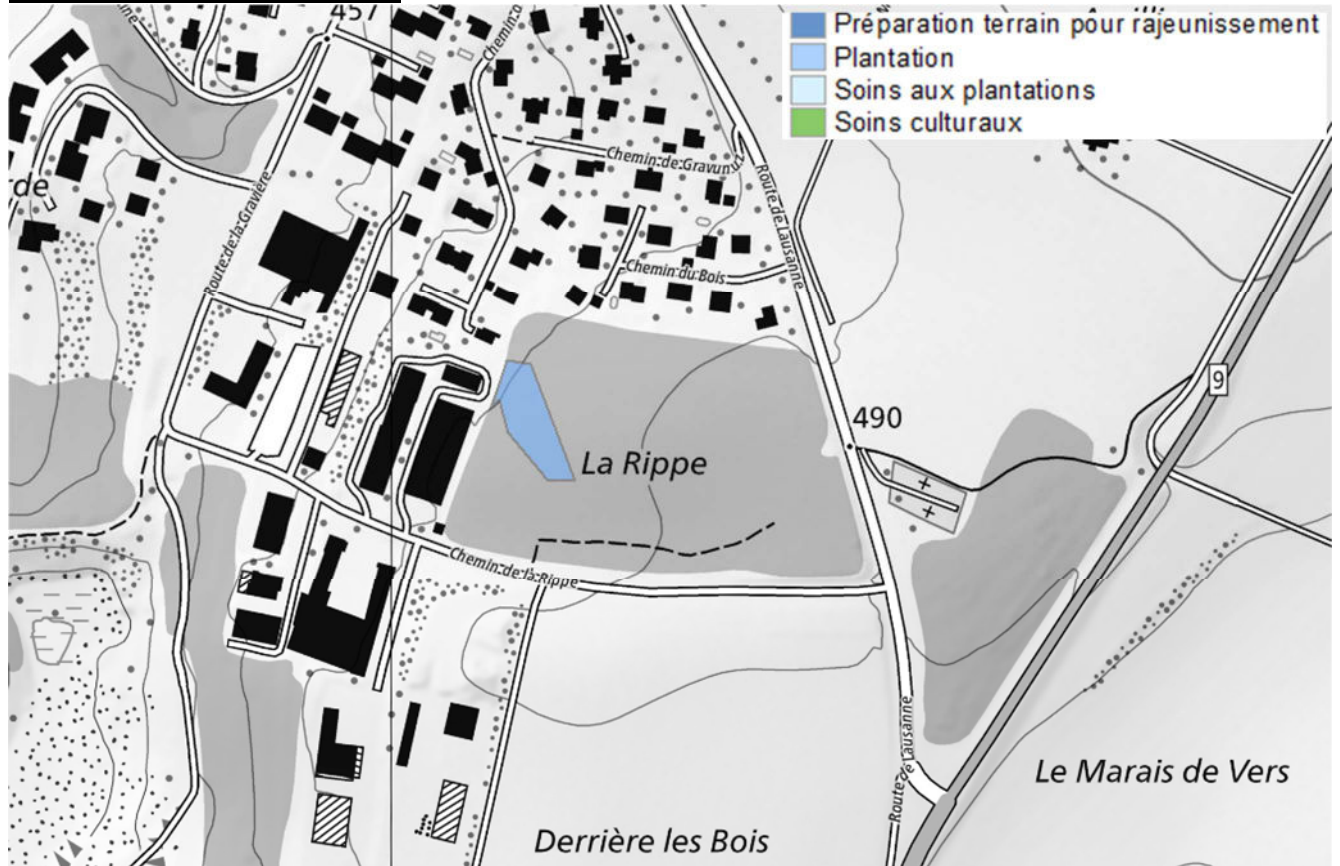 457
Préparation terrain pour rajeunissement
Plantation
Soins aux plantations
Soins culturaux
Route de la Gravière
Chemin de Gravunuz
Route de Lausanne
Chemin du Bois
9
490
La Rippe
Chemin de la Rippe
Route de Lausanne
Le Marais de Vers
Derrière les Bois